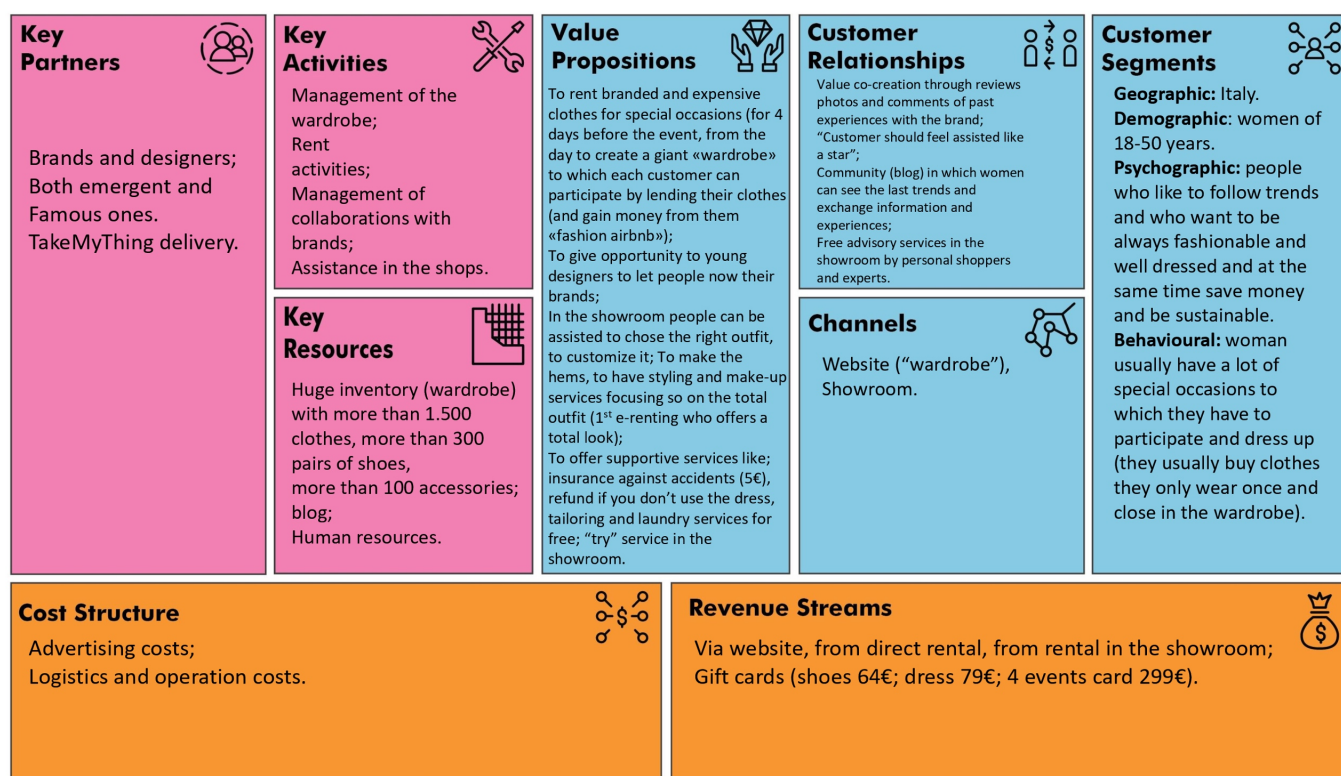 Key
Partners
Brands and designers;
Both emergent and
Famous ones.
TakeMyThing delivery.
Key
Activities
Management of the
wardrobe;
Rent
activities;
Management of
collaborations with
brands;
Assistance in the shops.
Key
Resources
Huge inventory (wardrobe)
with more than 1.500
clothes, more than 300
pairs of shoes,
more than 100 accessories;
blog;
Human resources.
Value
Propositions
To rent branded and expensive
clothes for special occasions (for 4
days before the event, from the
day to create a giant «wardrobe»
to which each customer can
participate by lending their clothes
(and gain money from them
«fashion airbnb»);
To give opportunity to young
designers to let people now their
brands;
In the showroom people can be
assisted to chose the right outfit,
to customize it; To make the
hems, to have styling and make-up
services focusing so on the total
outfit (1st e-renting who offers a
total look);
To offer supportive services like;
insurance against accidents (5€),
refund if you don’t use the dress,
tailoring and laundry services for
free; “try” service in the
showroom.
Customer
Relationships
Value co-creation through reviews
photos and comments of past
experiences with the brand;
“Customer should feel assisted like
a star”;
Community (blog) in which women
can see the last trends and
exchange information and
experiences;
Free advisory services in the
showroom by personal shoppers
and experts.
Channels
Website (“wardrobe”),
Showroom.
Customer
Segments
Geographic: Italy.
Demographic: women of
18-50 years.
Psychographic: people
who like to follow trends
and who want to be
always fashionable and
well dressed and at the
same time save money
and be sustainable.
Behavioural: woman
usually have a lot of
special occasions to
which they have to
participate and dress up
(they usually buy clothes
they only wear once and
close in the wardrobe).
Cost Structure
Advertising costs;
Logistics and operation costs.
Revenue Streams
Via website, from direct rental, from rental in the showroom;
Gift cards (shoes 64€; dress 79€; 4 events card 299€).